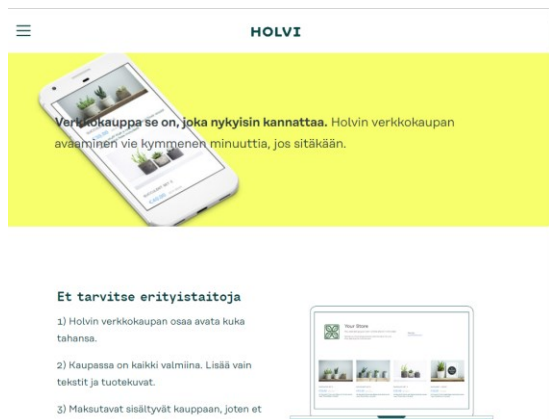 HOLVI
Verkkokauppa se on, joka nykyisin kannattaa. Holvin verkkokaupan
avaaminen vie kymmenen minuuttia, jos sitäkään.
Et tarvitse erityistaitoja
1) Holvin verkkokaupan osaa avata kuka
tahansa.
2) Kaupassa on kaikki valmiina. Lisää vain
tekstit ja tuotekuvat.
3) Maksutavat sisältyvät kauppaan, joten et
Your Store